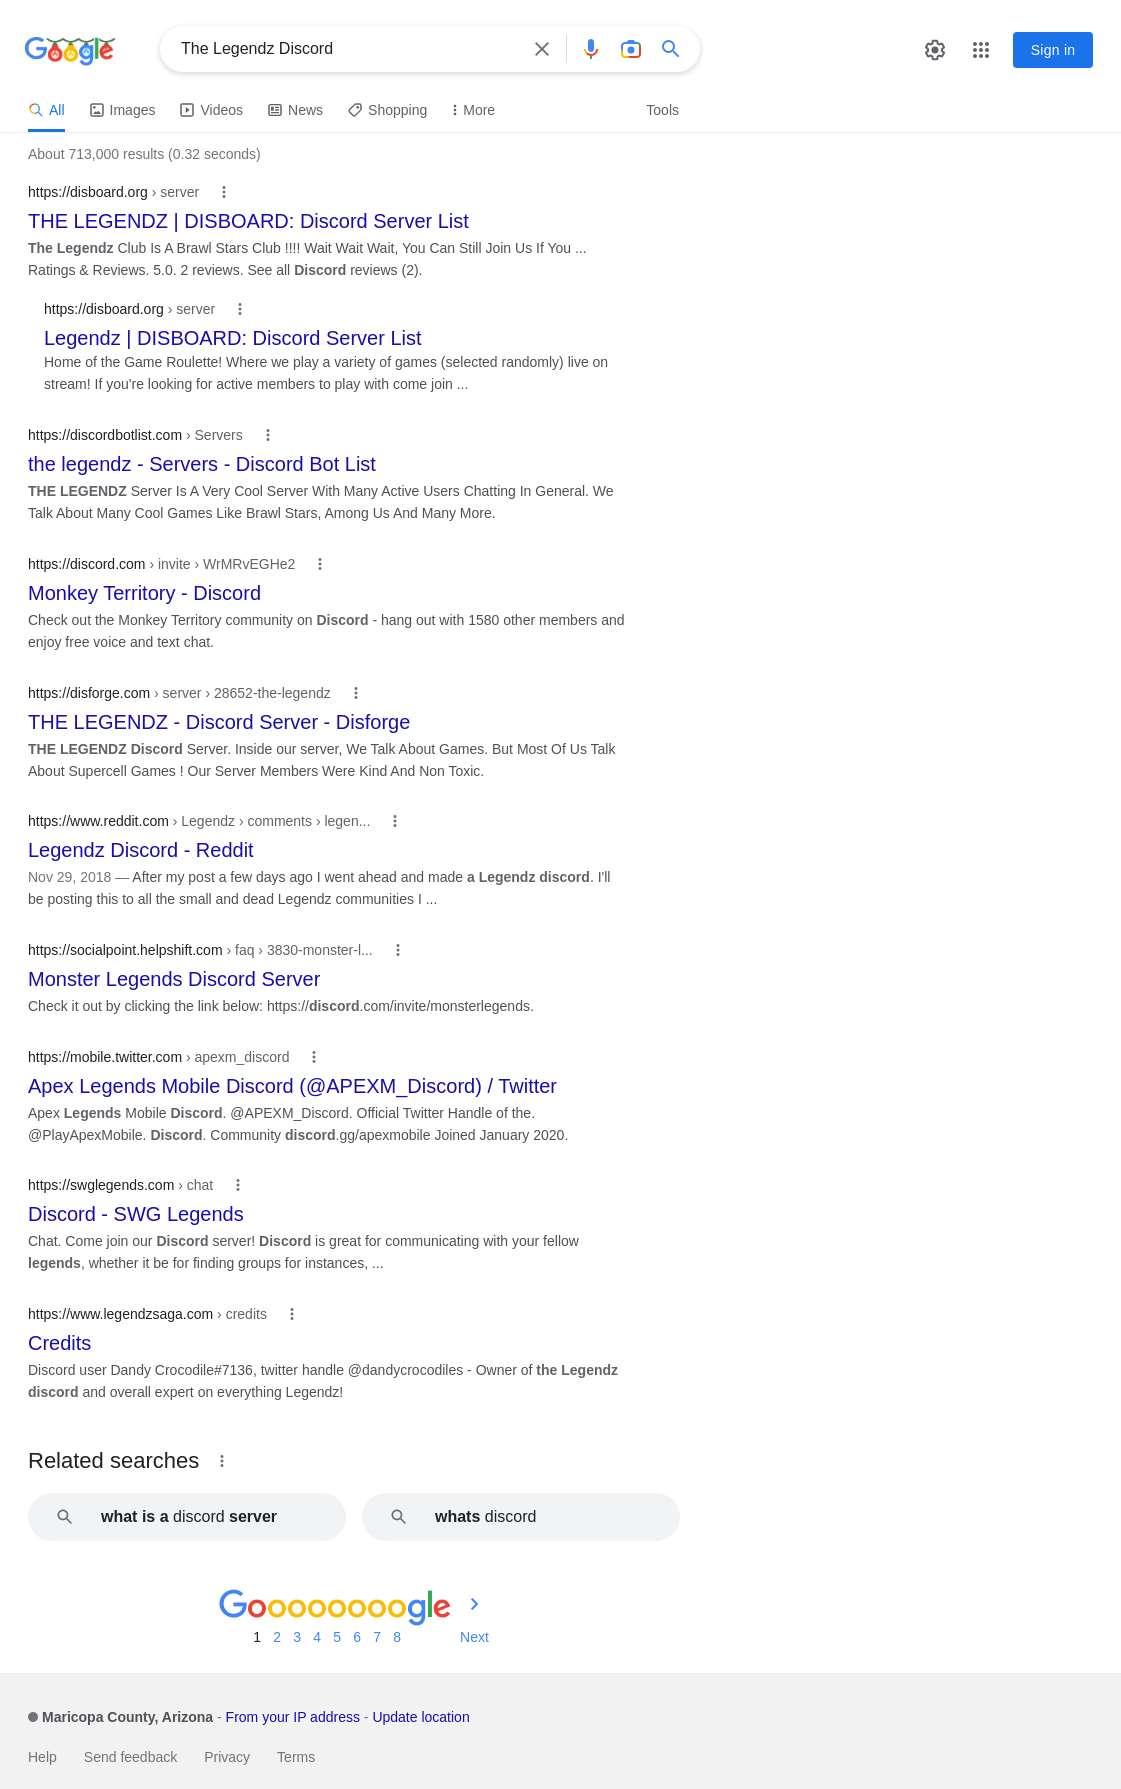 Google
The Legendz Discord
Sign in
All Images Videos News Shopping More Tools
About 713,000 results (0.32 seconds)
https://disboard.org › server
THE LEGENDZ | DISBOARD: Discord Server List
The Legendz Club Is A Brawl Stars Club !!!! Wait Wait Wait, You Can Still Join Us If You ...
Ratings & Reviews. 5.0. 2 reviews. See all Discord reviews (2).
https://disboard.org › server
Legendz | DISBOARD: Discord Server List
Home of the Game Roulette! Where we play a variety of games (selected randomly) live on
stream! If you're looking for active members to play with come join ...
https://discordbotlist.com › Servers
the legendz - Servers - Discord Bot List
THE LEGENDZ Server Is A Very Cool Server With Many Active Users Chatting In General. We
Talk About Many Cool Games Like Brawl Stars, Among Us And Many More.
https://discord.com › invite › WrMRvEGHe2
Monkey Territory - Discord
Check out the Monkey Territory community on Discord - hang out with 1580 other members and
enjoy free voice and text chat.
https://disforge.com › server › 28652-the-legendz
THE LEGENDZ - Discord Server - Disforge
THE LEGENDZ Discord Server. Inside our server, We Talk About Games. But Most Of Us Talk
About Supercell Games ! Our Server Members Were Kind And Non Toxic.
https://www.reddit.com › Legendz › comments › legen...
Legendz Discord - Reddit
Nov 29, 2018 — After my post a few days ago I went ahead and made a Legendz discord. I'll
be posting this to all the small and dead Legendz communities I ...
https://socialpoint.helpshift.com › faq › 3830-monster-l...
Monster Legends Discord Server
Check it out by clicking the link below: https://discord.com/invite/monsterlegends.
https://mobile.twitter.com › apexm_discord
Apex Legends Mobile Discord (@APEXM_Discord) / Twitter
Apex Legends Mobile Discord. @APEXM_Discord. Official Twitter Handle of the.
@PlayApexMobile. Discord. Community discord.gg/apexmobile Joined January 2020.
https://swglegends.com › chat
Discord - SWG Legends
Chat. Come join our Discord server! Discord is great for communicating with your fellow
legends, whether it be for finding groups for instances, ...
https://www.legendzsaga.com › credits
Credits
Discord user Dandy Crocodile#7136, twitter handle @dandycrocodiles - Owner of the Legendz
discord and overall expert on everything Legendz!
Related searches
what is a discord server
whats discord
Goooooooogle
1 2 3 4 5 6 7 8 Next
Maricopa County, Arizona - From your IP address - Update location
Help Send feedback Privacy Terms